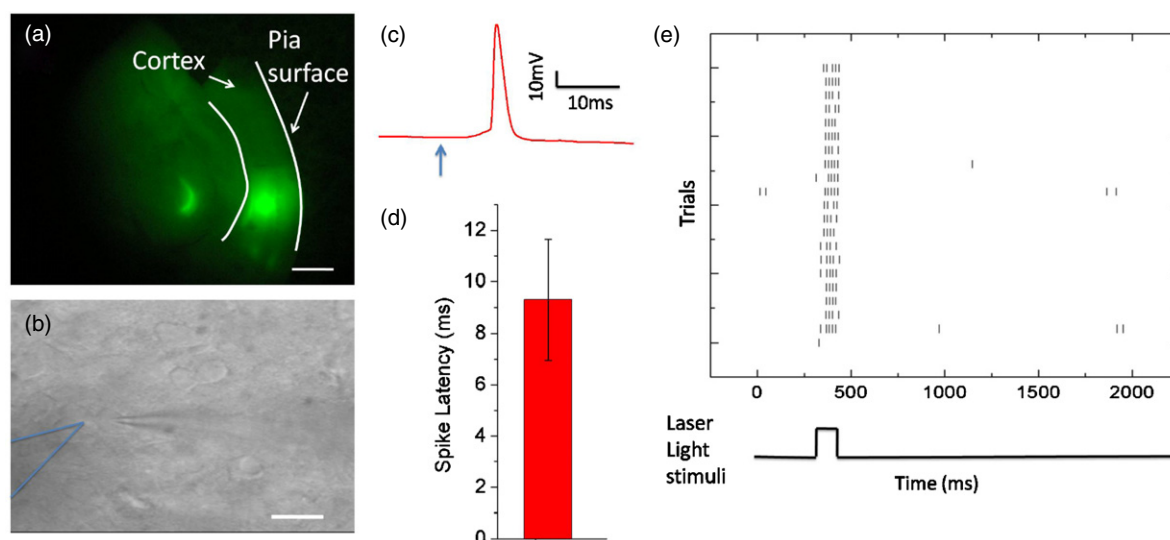 (a)
Cortex
Pia
surface
(b)
(c)
10mV
10ms
(d)
Spike Latency (ms)
12
10
8
6
4
2
0
(e)
Trials
0
500
1000
1500
2000
Laser
Light
stimuli
Time (ms)